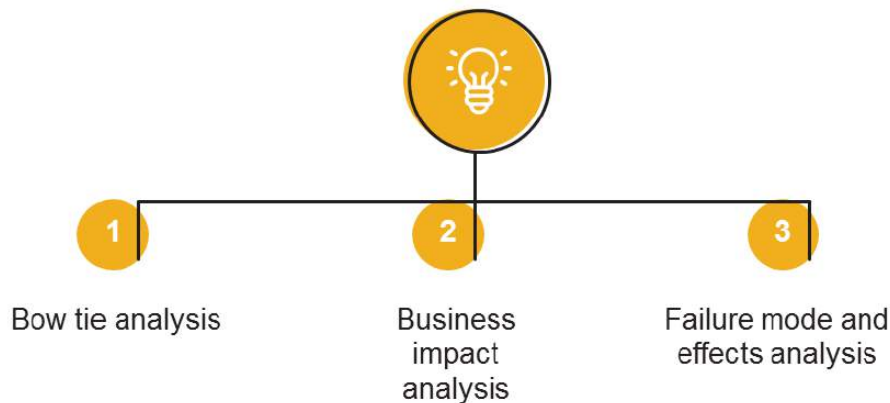 1
2
3
Bow tie analysis
Business
impact
analysis
Failure mode and
effects analysis